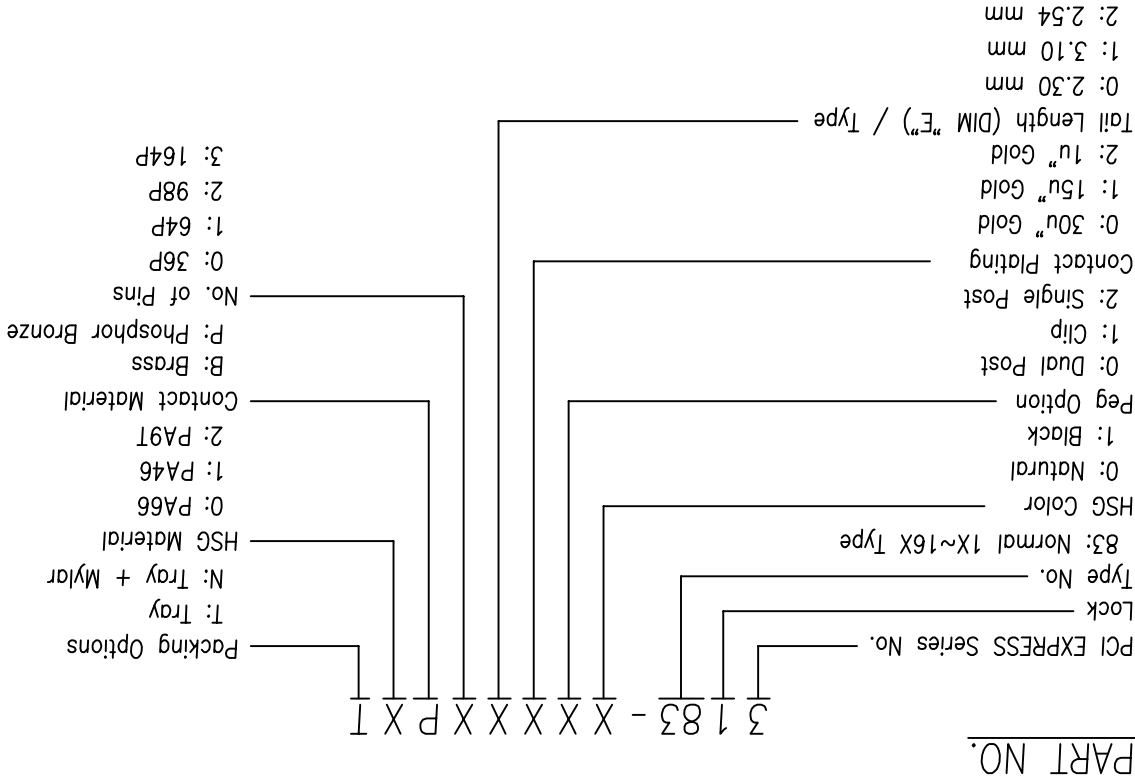 PART NO.
3 1 83 - X X X X X P X T
PCI EXPRESS Series No.
Lock
Type No.
83: Normal 1X~16X Type
HSG Color
0: Natural
1: Black
Peg Option
0: Dual Post
1: Clip
2: Single Post
Contact Plating
0: 30u" Gold
1: 15u" Gold
2: 1u" Gold
Tail Length (DIM "E") / Type
0: 2.30 mm
1: 3.10 mm
2: 2.54 mm
Packing Options
T: Tray
N: Tray + Mylar
HSG Material
0: PA66
1: PA46
2: PA9T
Contact Material
B: Brass
P: Phosphor Bronze
No. of Pins
0: 36P
1: 64P
2: 98P
3: 164P